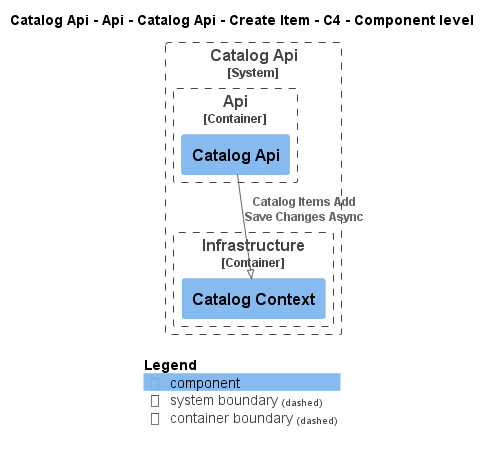 Catalog Api - Api - Catalog Api - Create Item - C4 - Component level
Catalog Api
[System]
Api
[Container]
Catalog Api
Catalog Items Add
Save Changes Async
Infrastructure
[Container]
Catalog Context
Legend
component
system boundary (dashed)
container boundary (dashed)